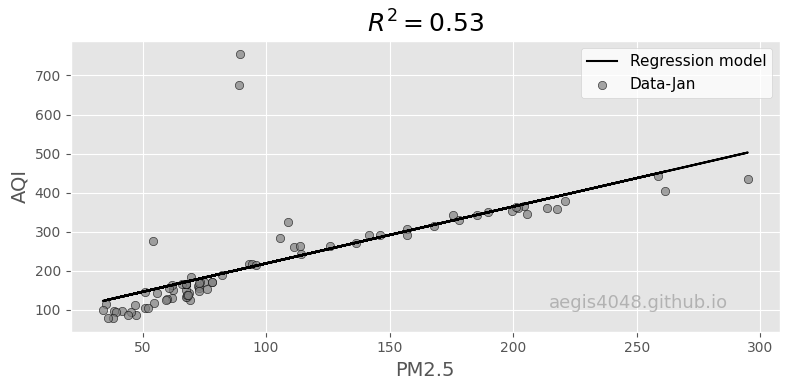 R² = 0.53
Regression model
Data-Jan
AQI
700
600
500
400
300
200
100
aegis4048.github.io
50 100 150 200 250 300
PM2.5